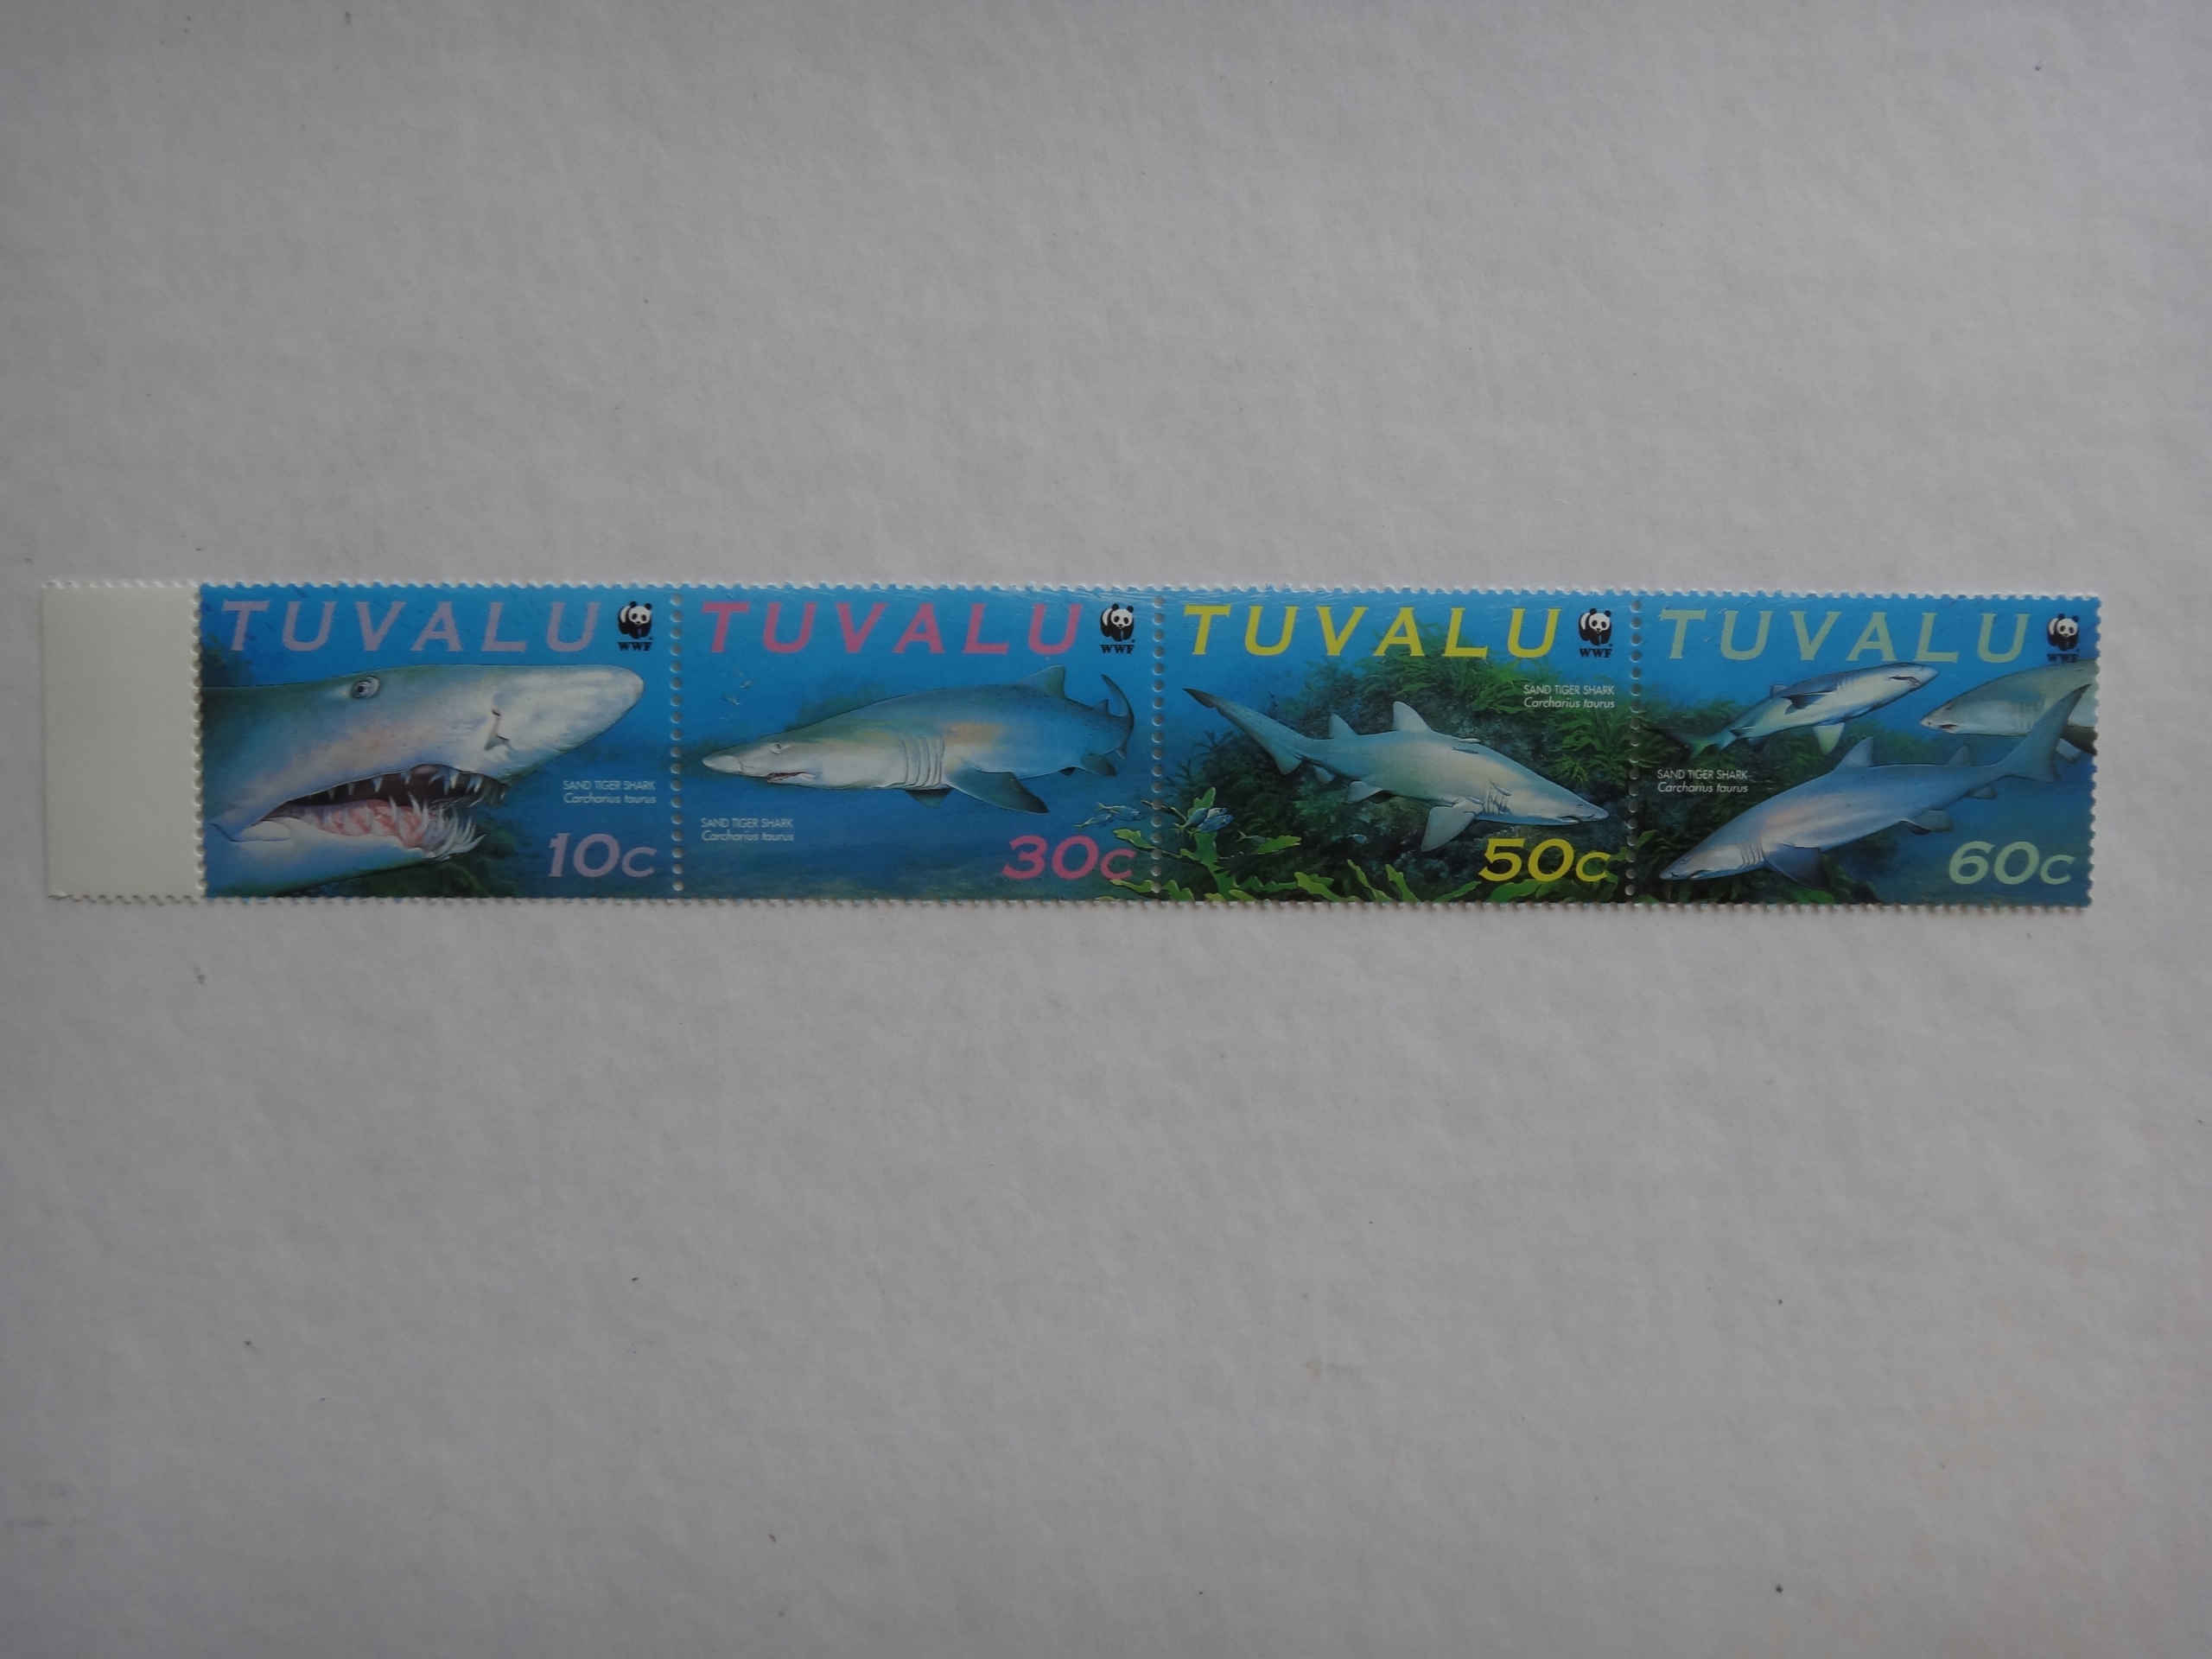 TUVALU
WWF
SAND TIGER SHARK
Carcharius taurus
10c
TUVALU
WWF
SAND TIGER SHARK
Carcharius taurus
30c
TUVALU
WWF
SAND TIGER SHARK
Carcharius taurus
50c
TUVALU
WWF
SAND TIGER SHARK
Carcharius taurus
60c